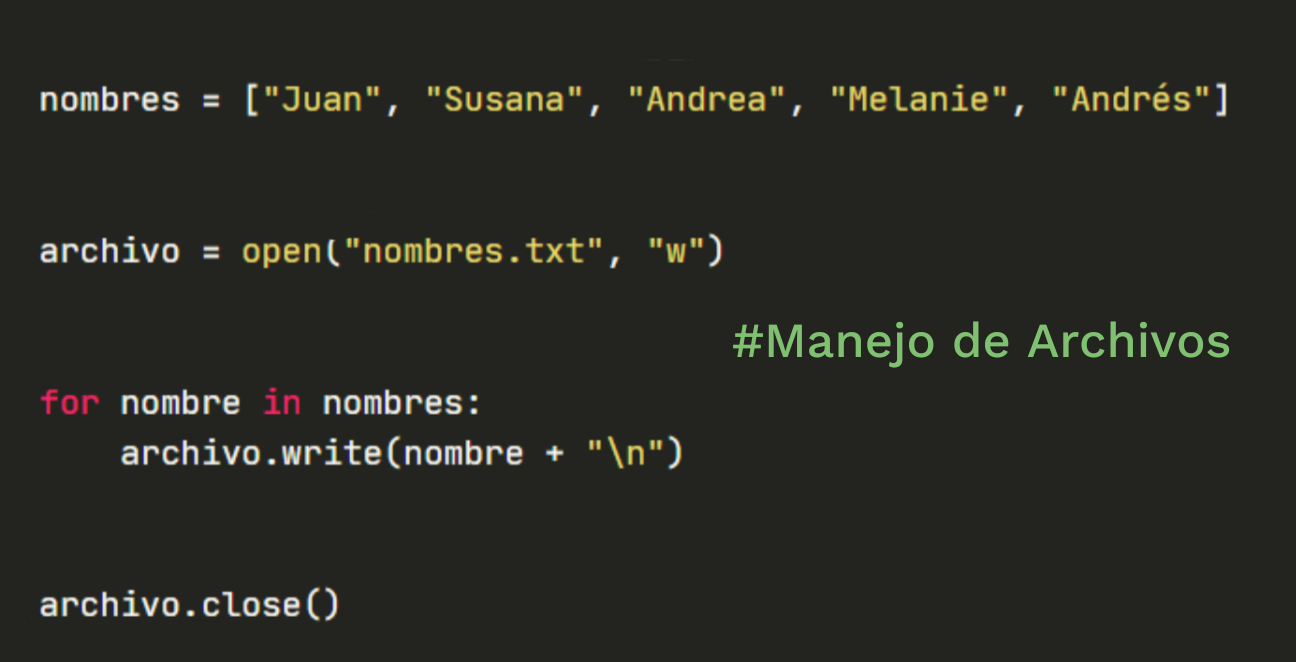 nombres = ["Juan", "Susana", "Andrea", "Melanie", "Andrés"]
archivo = open("nombres.txt", "w")
#Manejo de Archivos
for nombre in nombres:
    archivo.write(nombre + "\n")
archivo.close()